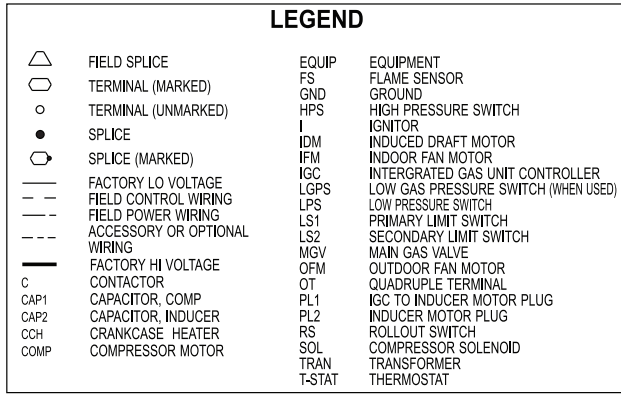 LEGEND
FIELD SPLICE
TERMINAL (MARKED)
TERMINAL (UNMARKED)
SPLICE
SPLICE (MARKED)
FACTORY LO VOLTAGE
FIELD CONTROL WIRING
FIELD POWER WIRING
ACCESSORY OR OPTIONAL
WIRING
FACTORY HI VOLTAGE
C CONTACTOR
CAP1 CAPACITOR, COMP
CAP2 CAPACITOR, INDUCER
CCH CRANKCASE HEATER
COMP COMPRESSOR MOTOR
EQUIP EQUIPMENT
FS FLAME SENSOR
GND GROUND
HPS HIGH PRESSURE SWITCH
I IGNITOR
IDM INDUCED DRAFT MOTOR
IFM INDOOR FAN MOTOR
IGC INTERGRATED GAS UNIT CONTROLLER
LGPS LOW GAS PRESSURE SWITCH (WHEN USED)
LPS LOW PRESSURE SWITCH
LS1 PRIMARY LIMIT SWITCH
LS2 SECONDARY LIMIT SWITCH
MGV MAIN GAS VALVE
OFM OUTDOOR FAN MOTOR
OT QUADRUPLE TERMINAL
PL1 IGC TO INDUCER MOTOR PLUG
PL2 INDUCER MOTOR PLUG
RS ROLLOUT SWITCH
SOL COMPRESSOR SOLENOID
TRAN TRANSFORMER
T-STAT THERMOSTAT